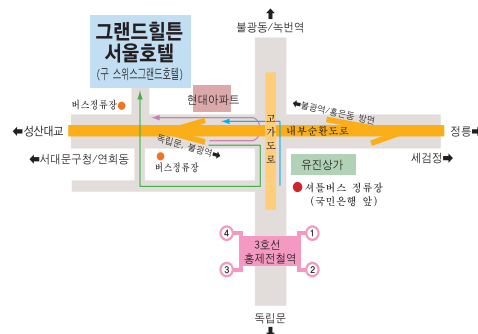 불광동/녹번역
그랜드힐튼
서울호텔
(구 스위스그랜드호텔)
현대아파트
버스정류장
불광역/홍은동 방면
고가도로
내부순환도로
성산대교
정릉
독립문, 불광역
서대문구청/연희동
세검정
버스정류장
유진상가
셔틀버스 정류장
(국민은행 앞)
4
1
3호선
홍제전철역
3
2
독립문